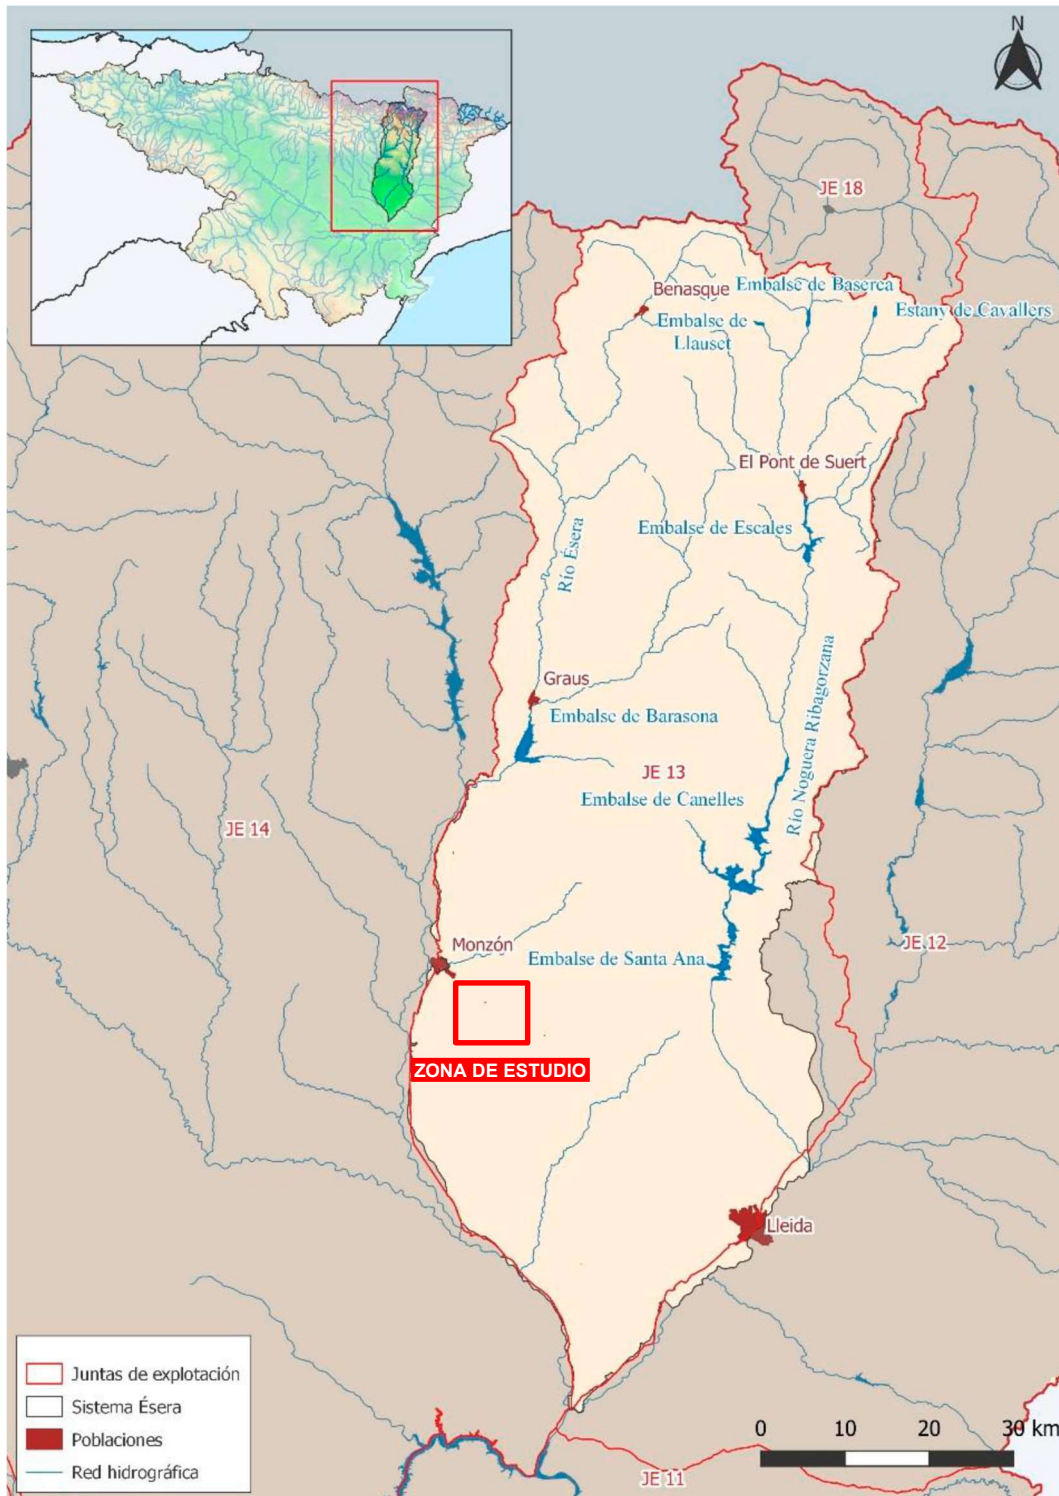 N
JE 18
Benasque
Embalse de Baserca
Embalse de
Llauset
Estany de Cavallers
El Pont de Suert
Embalse de Escales
Río Ésera
Graus
Embalse de Barasona
JE 13
Embalse de Canelles
Río Noguera Ribagorzana
JE 14
Monzón
Embalse de Santa Ana
JE 12
ZONA DE ESTUDIO
Lleida
Juntas de explotación
Sistema Ésera
Poblaciones
Red hidrográfica
0 10 20 30 km
JE 11